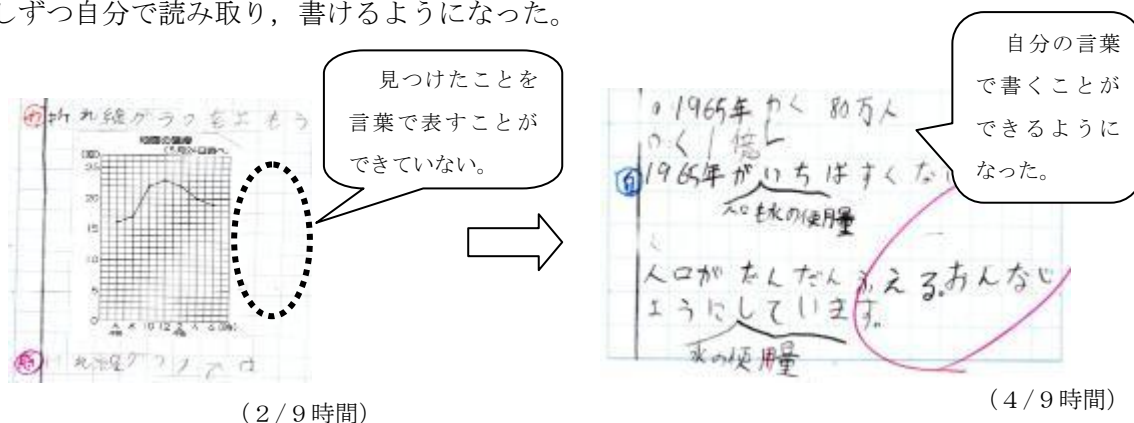 しずつ自分で読み取り，書けるようになった。
見つけたことを
言葉で表すことが
できていない。
自分の言葉
で書くことが
できるように
なった。
折れ線グラフをよもう
25
20
15
10
5
0
1965年 やく 80万人
やく1億
1965年がいちばすくな
人口も水の使用量
人口がだんだんふえる。おんなじ
ようにしています。
水の使用量
（２/９時間）
（４/９時間）